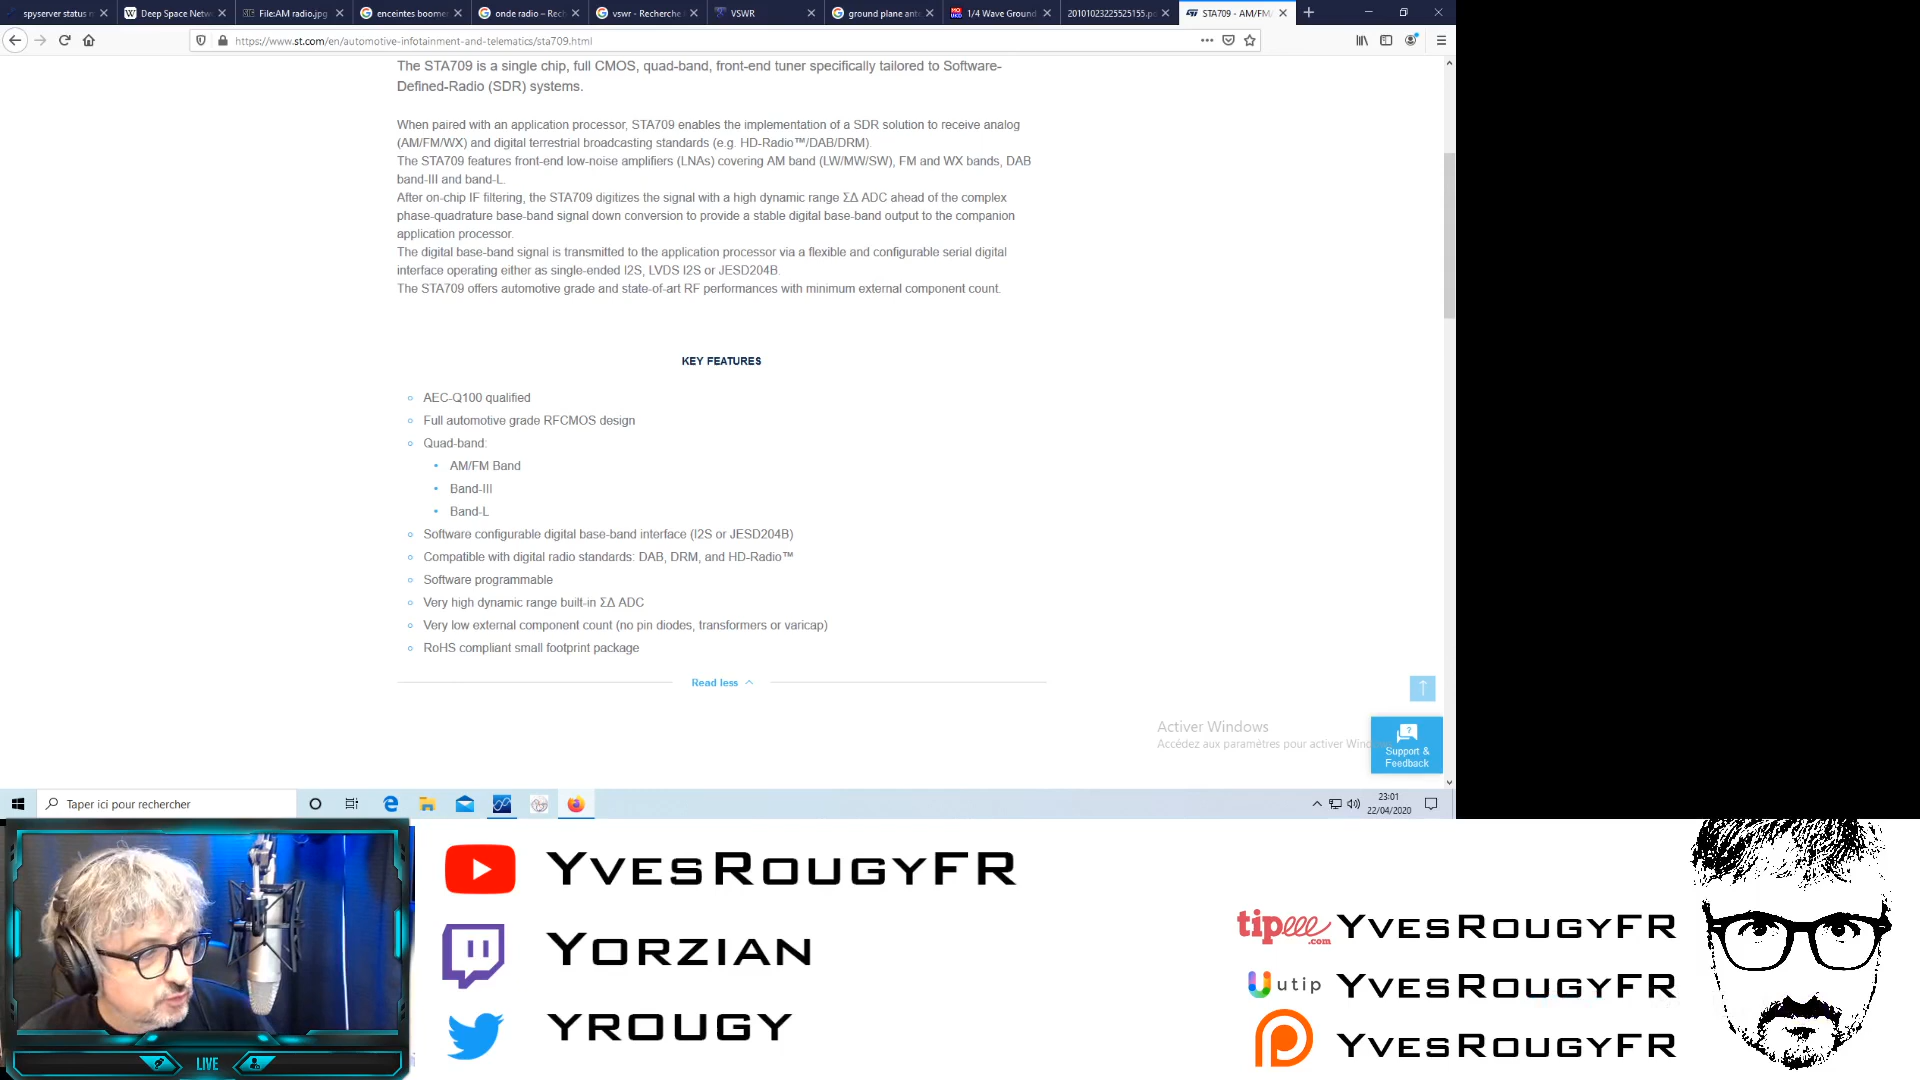 spyserver status m
Deep Space Netw
File:AM radio.jpg
enceintes boomer
onde radio – Rech
vswr - Recherche
VSWR
ground plane ante
1/4 Wave Ground
20101023225525155.pd
STA709 - AM/FM/
https://www.st.com/en/automotive-infotainment-and-telematics/sta709.html
The STA709 is a single chip, full CMOS, quad-band, front-end tuner specifically tailored to Software-
Defined-Radio (SDR) systems.
When paired with an application processor, STA709 enables the implementation of a SDR solution to receive analog
(AM/FM/WX) and digital terrestrial broadcasting standards (e.g. HD-Radio™/DAB/DRM).
The STA709 features front-end low-noise amplifiers (LNAs) covering AM band (LW/MW/SW), FM and WX bands, DAB
band-III and band-L.
After on-chip IF filtering, the STA709 digitizes the signal with a high dynamic range ΣΔ ADC ahead of the complex
phase-quadrature base-band signal down conversion to provide a stable digital base-band output to the companion
application processor.
The digital base-band signal is transmitted to the application processor via a flexible and configurable serial digital
interface operating either as single-ended I2S, LVDS I2S or JESD204B.
The STA709 offers automotive grade and state-of-art RF performances with minimum external component count.
KEY FEATURES
AEC-Q100 qualified
Full automotive grade RFCMOS design
Quad-band:
AM/FM Band
Band-III
Band-L
Software configurable digital base-band interface (I2S or JESD204B)
Compatible with digital radio standards: DAB, DRM, and HD-Radio™
Software programmable
Very high dynamic range built-in ΣΔ ADC
Very low external component count (no pin diodes, transformers or varicap)
RoHS compliant small footprint package
Read less
Activer Windows
Accédez aux paramètres pour activer Windo
Support &
Feedback
Taper ici pour rechercher
23:01
22/04/2020
YvesRougyFR
Yorzian
YROUGY
tipeee.com YvesRougyFR
utip YvesRougyFR
YvesRougyFR
LIVE